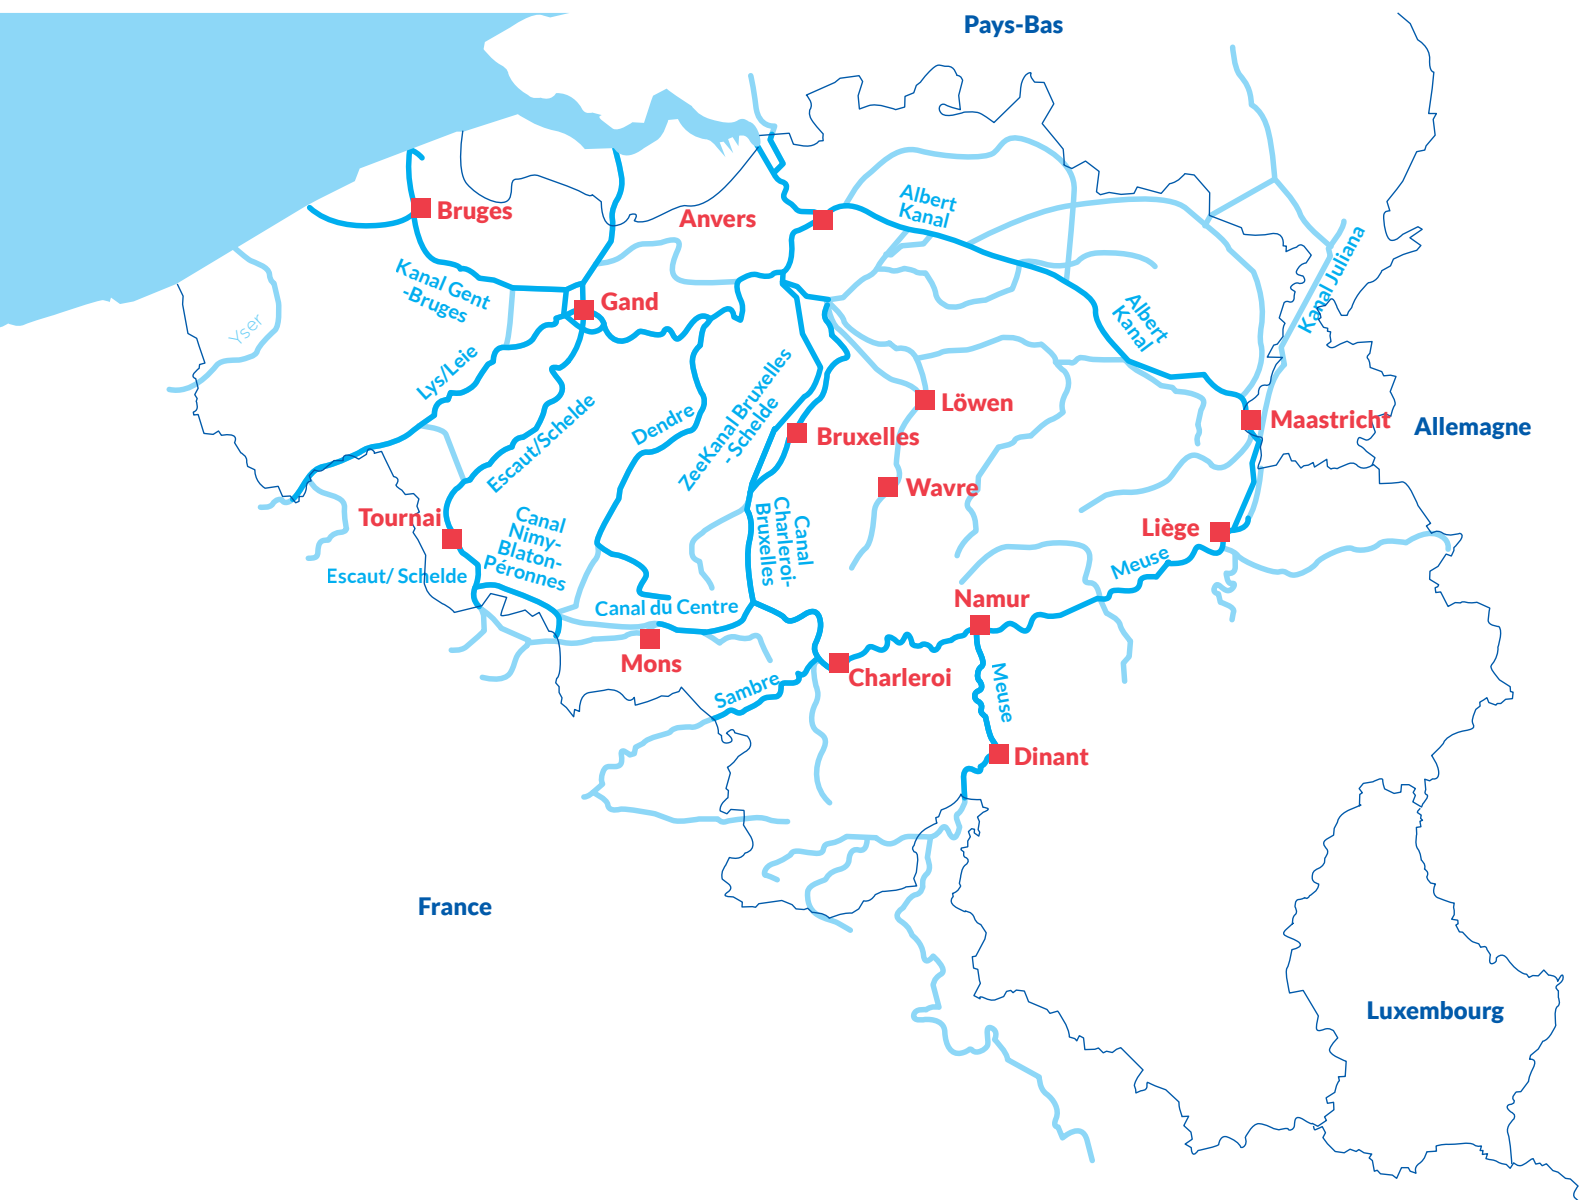 Pays-Bas
Albert
Kanal
Bruges
Anvers
Kanal Juliana
Kanal Gent
-Bruges
Gand
Yser
Albert
Kanal
Lys/Leie
ZeeKanal Bruxelles
- Schelde
Löwen
Dendre
Escaut/Schelde
Maastricht
Allemagne
Bruxelles
Wavre
Tournai
Canal
Nimy-
Blaton-
Péronnes
Canal
Charleroi-
Bruxelles
Liège
Meuse
Escaut/ Schelde
Canal du Centre
Namur
Mons
Charleroi
Sambre
Meuse
Dinant
France
Luxembourg